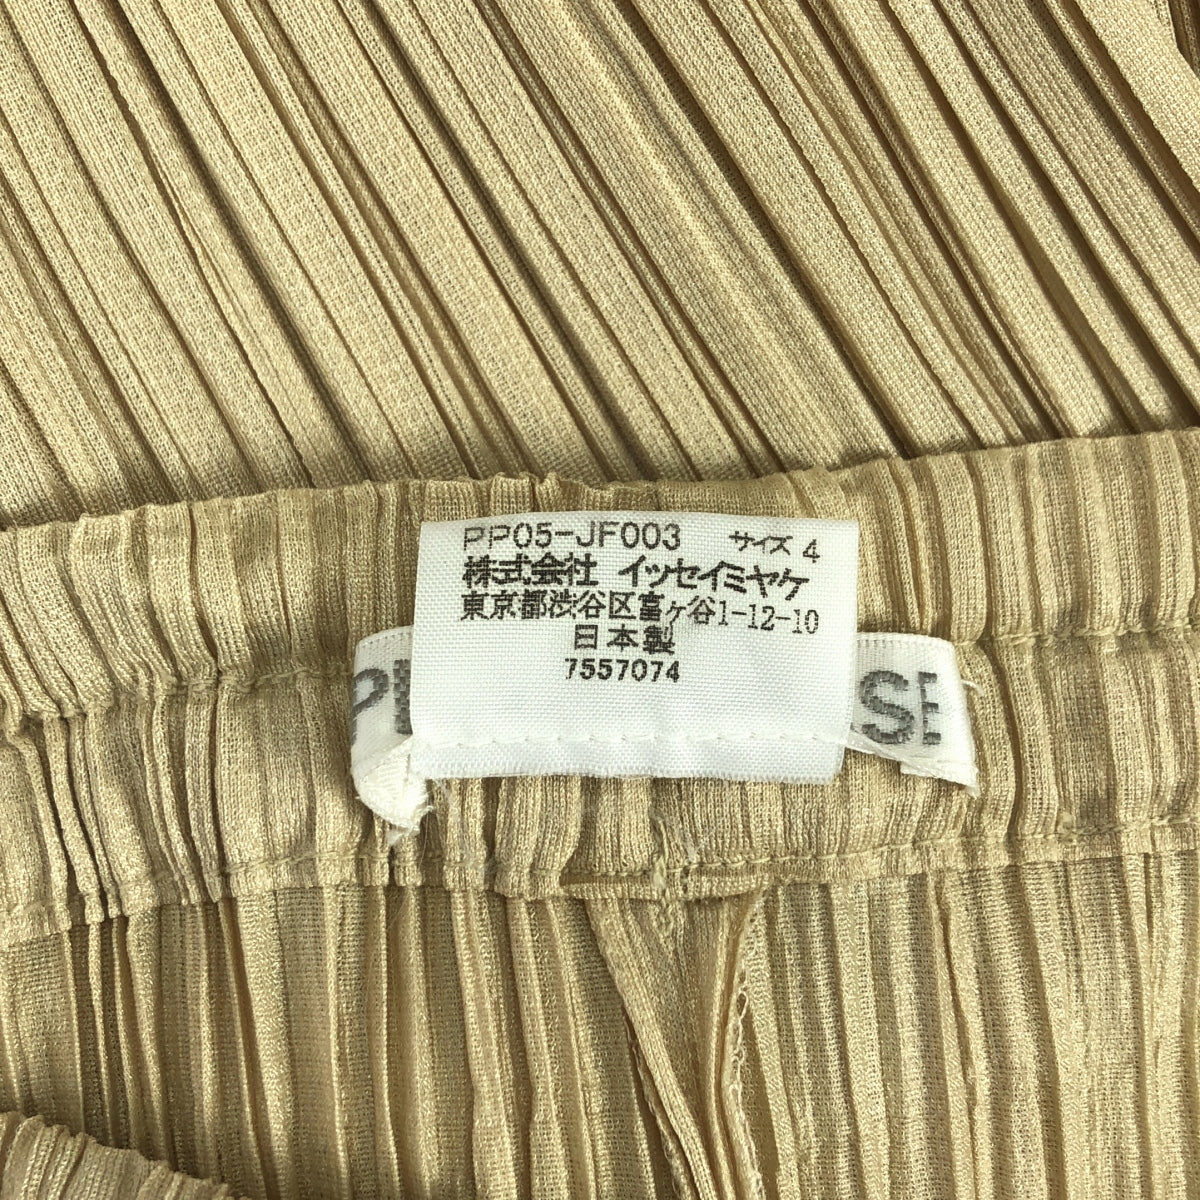 PP05-JF003 サイズ 4
株式会社 イッセイミヤケ
東京都渋谷区富ヶ谷1-12-10
日本製
7557074